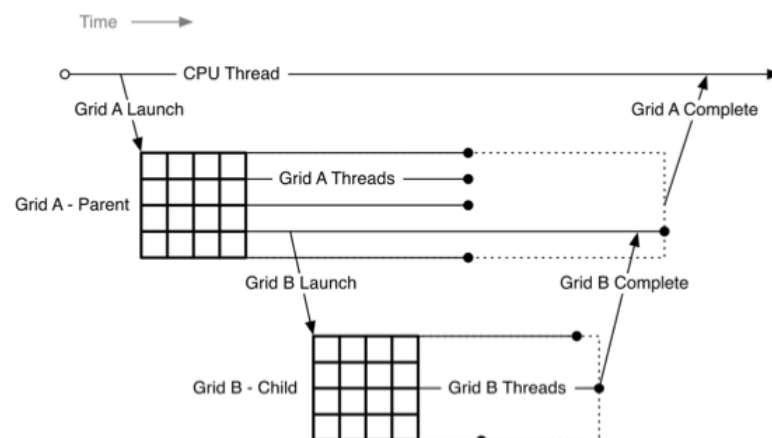 Time
CPU Thread
Grid A Launch
Grid A Complete
Grid A Threads
Grid A - Parent
Grid B Launch
Grid B Complete
Grid B - Child
Grid B Threads